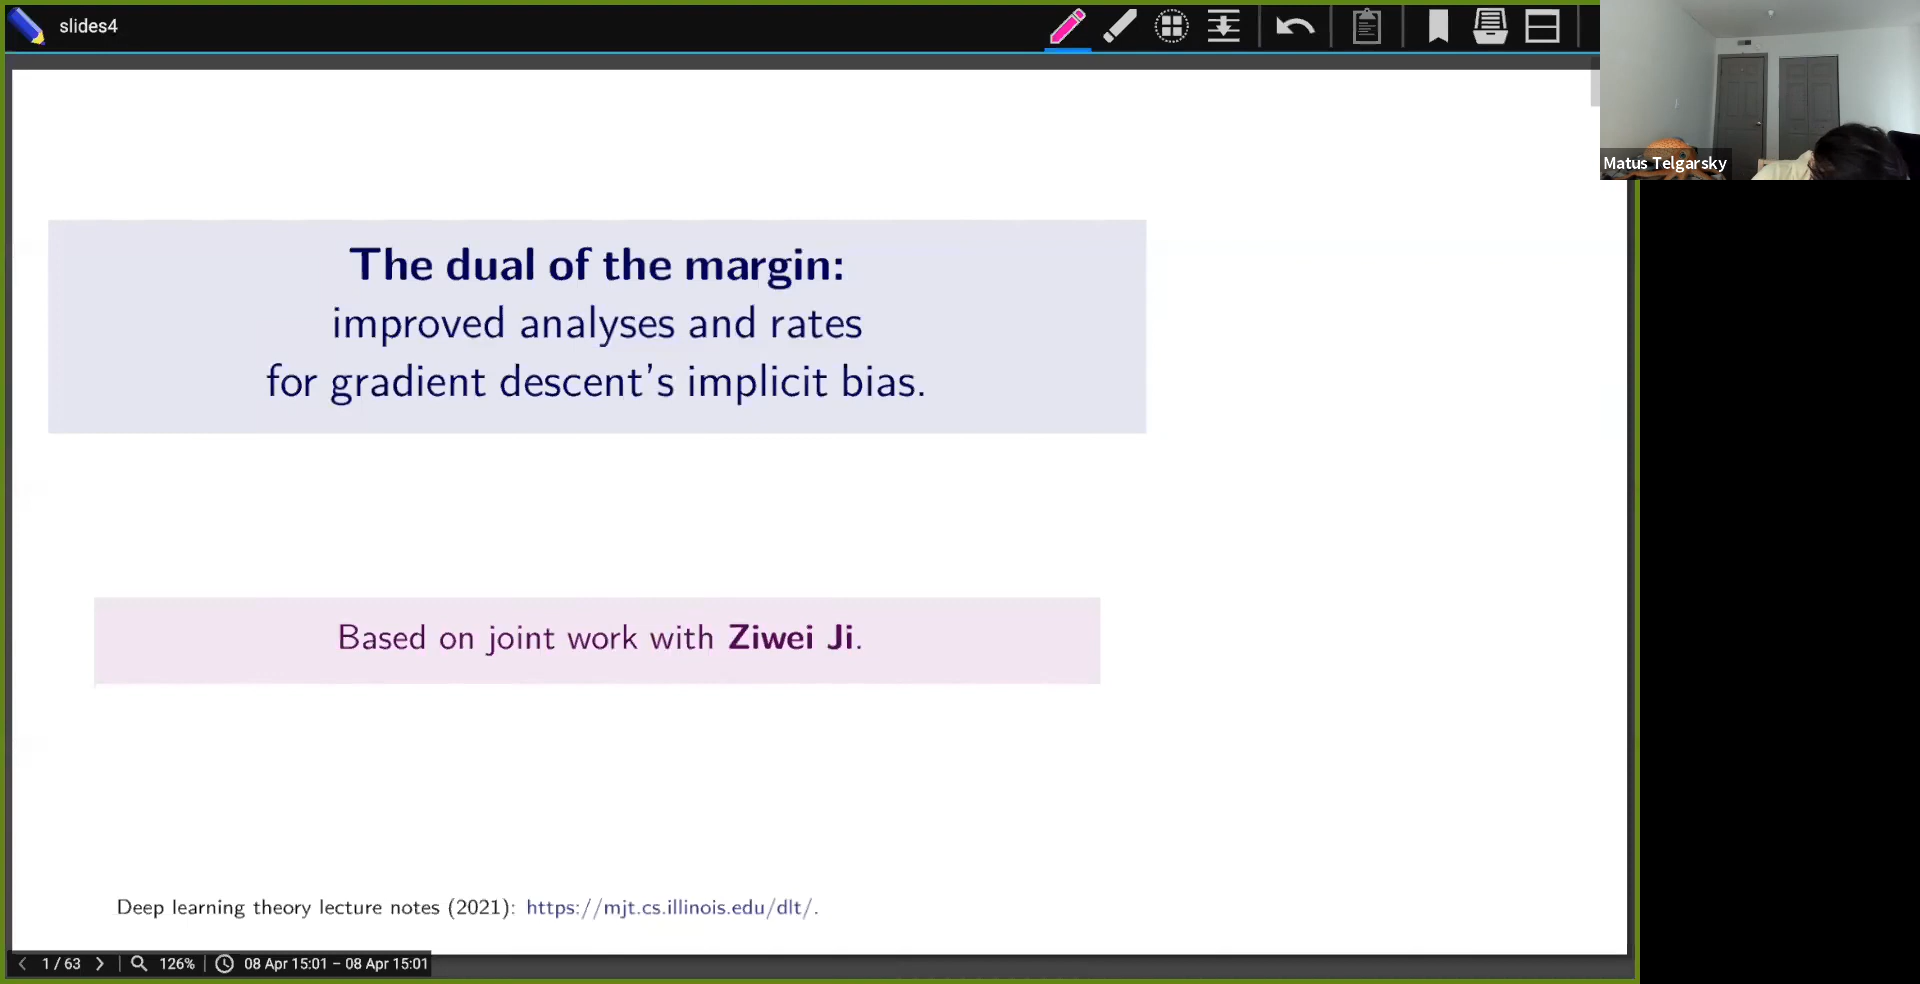 slides4
Matus Telgarsky
The dual of the margin:
improved analyses and rates
for gradient descent's implicit bias.
Based on joint work with Ziwei Ji.
Deep learning theory lecture notes (2021): https://mjt.cs.illinois.edu/dlt/.
1 / 63 126% 08 Apr 15:01 – 08 Apr 15:01